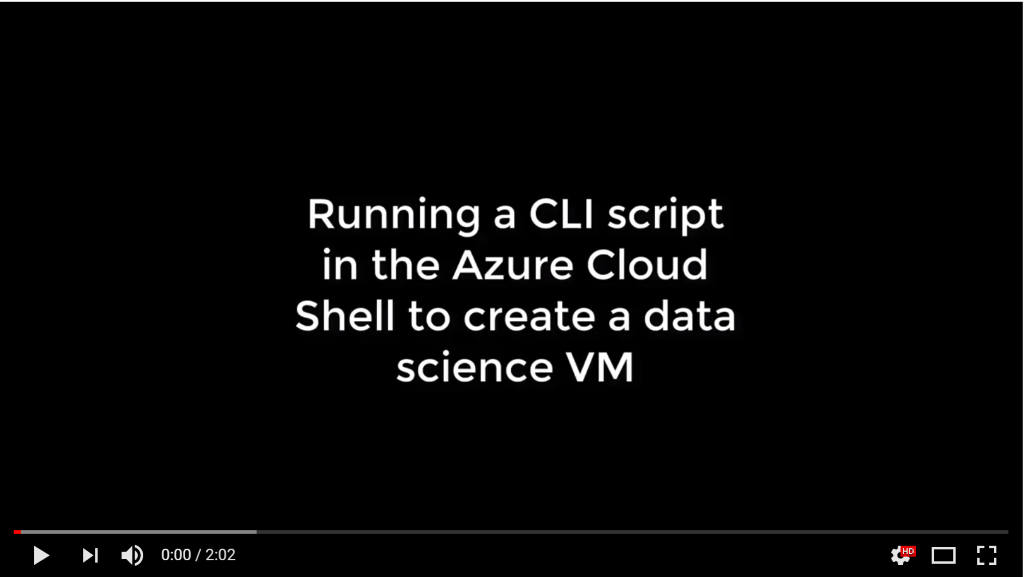 Running a CLI script
in the Azure Cloud
Shell to create a data
science VM
0:00 / 2:02
HD